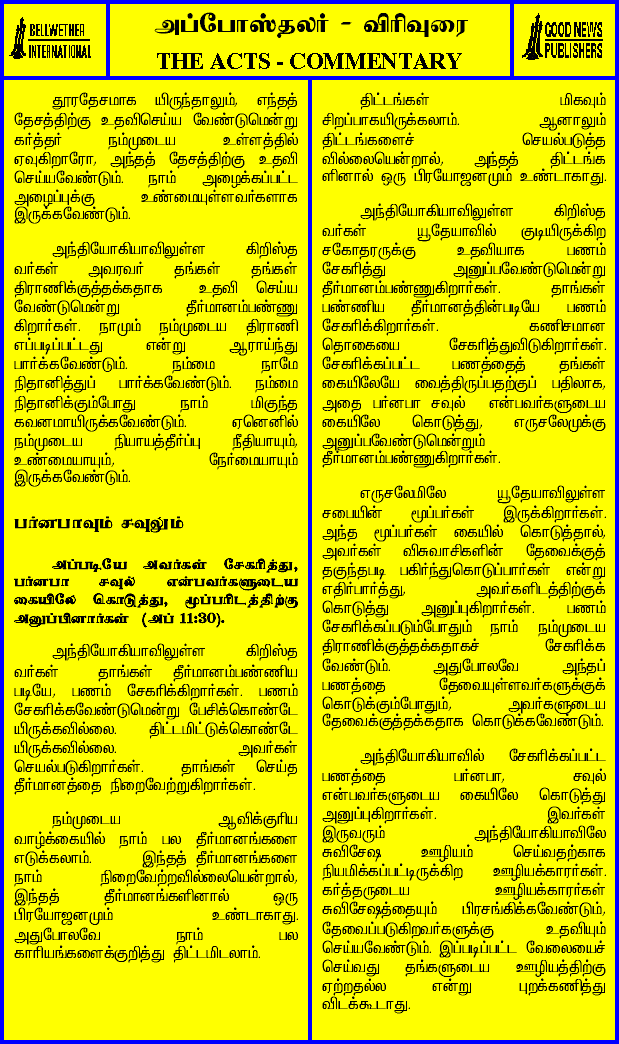 BELLWETHER
INTERNATIONAL
அப்போஸ்தலர் - விரிவுரை
THE ACTS - COMMENTARY
GOOD NEWS
PUBLISHERS
தூரதேசமாக யிருந்தாலும், எந்தத்
தேசத்திற்கு உதவிசெய்ய வேண்டுமென்று
கர்த்தர் நம்முடைய உள்ளத்தில்
ஏவுகிறாரோ, அந்தத் தேசத்திற்கு உதவி
செய்யவேண்டும். நாம் அழைக்கப்பட்ட
அழைப்புக்கு உண்மையுள்ளவர்களாக
இருக்கவேண்டும்.
அந்தியோகியாவிலுள்ள கிறிஸ்த
வர்கள் அவரவர் தங்கள் தங்கள்
திராணிக்குத்தக்கதாக உதவி செய்ய
வேண்டுமென்று தீர்மானம்பண்ணு
கிறார்கள். நாமும் நம்முடைய திராணி
எப்படிப்பட்டது என்று ஆராய்ந்து
பார்க்கவேண்டும். நம்மை நாமே
நிதானித்துப் பார்க்கவேண்டும். நம்மை
நிதானிக்கும்போது நாம் மிகுந்த
கவனமாயிருக்கவேண்டும். ஏனெனில்
நம்முடைய நியாயத்தீர்ப்பு நீதியாயும்,
உண்மையாயும், நேர்மையாயும்
இருக்கவேண்டும்.
பர்னபாவும் சவுலும்
அப்படியே அவர்கள் சேகரித்து,
பர்னபா சவுல் என்பவர்களுடைய
கையிலே கொடுத்து, மூப்பரிடத்திற்கு
அனுப்பினார்கள் (அப் 11:30).
அந்தியோகியாவிலுள்ள கிறிஸ்த
வர்கள் தாங்கள் தீர்மானம்பண்ணிய
படியே, பணம் சேகரிக்கிறார்கள். பணம்
சேகரிக்கவேண்டுமென்று பேசிக்கொண்டே
யிருக்கவில்லை. திட்டமிட்டுக்கொண்டே
யிருக்கவில்லை. அவர்கள்
செயல்படுகிறார்கள். தாங்கள் செய்த
தீர்மானத்தை நிறைவேற்றுகிறார்கள்.
நம்முடைய ஆவிக்குரிய
வாழ்க்கையில் நாம் பல தீர்மானங்களை
எடுக்கலாம். இந்தத் தீர்மானங்களை
நாம் நிறைவேற்றவில்லையென்றால்,
இந்தத் தீர்மானங்களினால் ஒரு
பிரயோஜனமும் உண்டாகாது.
அதுபோலவே நாம் பல
காரியங்களைக்குறித்து திட்டமிடலாம்.
திட்டங்கள் மிகவும்
சிறப்பாகயிருக்கலாம். ஆனாலும்
திட்டங்களைச் செயல்படுத்த
வில்லையென்றால், அந்தத் திட்டங்க
ளினால் ஒரு பிரயோஜனமும் உண்டாகாது.
அந்தியோகியாவிலுள்ள கிறிஸ்த
வர்கள் யூதேயாவில் குடியிருக்கிற
சகோதரருக்கு உதவியாக பணம்
சேகரித்து அனுப்பவேண்டுமென்று
தீர்மானம்பண்ணுகிறார்கள். தாங்கள்
பண்ணிய தீர்மானத்தின்படியே பணம்
சேகரிக்கிறார்கள். கணிசமான
தொகையை சேகரித்துவிடுகிறார்கள்.
சேகரிக்கப்பட்ட பணத்தைத் தங்கள்
கையிலேயே வைத்திருப்பதற்குப் பதிலாக,
அதை பர்னபா சவுல் என்பவர்களுடைய
கையிலே கொடுத்து, எருசலேமுக்கு
அனுப்பவேண்டுமென்றும்
தீர்மானம்பண்ணுகிறார்கள்.
எருசலேமிலே யூதேயாவிலுள்ள
சபையின் மூப்பர்கள் இருக்கிறார்கள்.
அந்த மூப்பர்கள் கையில் கொடுத்தால்,
அவர்கள் விசுவாசிகளின் தேவைக்குத்
தகுந்தபடி பகிர்ந்துகொடுப்பார்கள் என்று
எதிர்பார்த்து, அவர்களிடத்திற்குக்
கொடுத்து அனுப்புகிறார்கள். பணம்
சேகரிக்கப்படும்போதும் நாம் நம்முடைய
திராணிக்குத்தக்கதாகச் சேகரிக்க
வேண்டும். அதுபோலவே அந்தப்
பணத்தை தேவையுள்ளவர்களுக்குக்
கொடுக்கும்போதும், அவர்களுடைய
தேவைக்குத்தக்கதாக கொடுக்கவேண்டும்.
அந்தியோகியாவில் சேகரிக்கப்பட்ட
பணத்தை பர்னபா, சவுல்
என்பவர்களுடைய கையிலே கொடுத்து
அனுப்புகிறார்கள். இவர்கள்
இருவரும் அந்தியோகியாவிலே
சுவிசேஷ ஊழியம் செய்வதற்காக
நியமிக்கப்பட்டிருக்கிற ஊழியக்காரர்கள்.
கர்த்தருடைய ஊழியக்காரர்கள்
சுவிசேஷத்தையும் பிரசங்கிக்கவேண்டும்,
தேவைப்படுகிறவர்களுக்கு உதவியும்
செய்யவேண்டும். இப்படிப்பட்ட வேலையைச்
செய்வது தங்களுடைய ஊழியத்திற்கு
ஏற்றதல்ல என்று புறக்கணித்து
விடக்கூடாது.